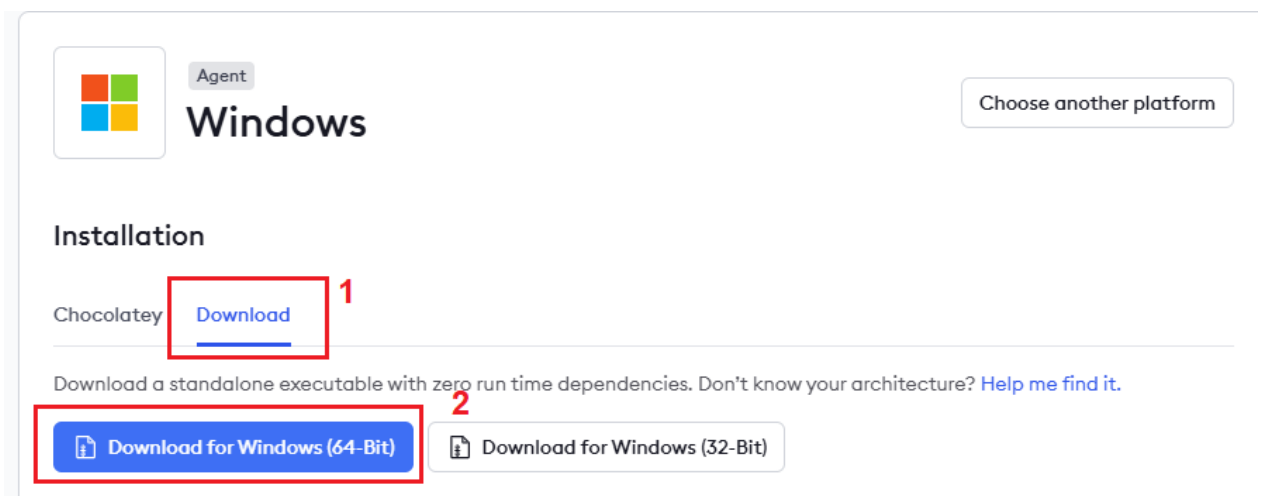 Agent
Windows
Choose another platform
Installation
1
Chocolatey Download
Download a standalone executable with zero run time dependencies. Don't know your architecture? Help me find it.
2
Download for Windows (64-Bit) Download for Windows (32-Bit)